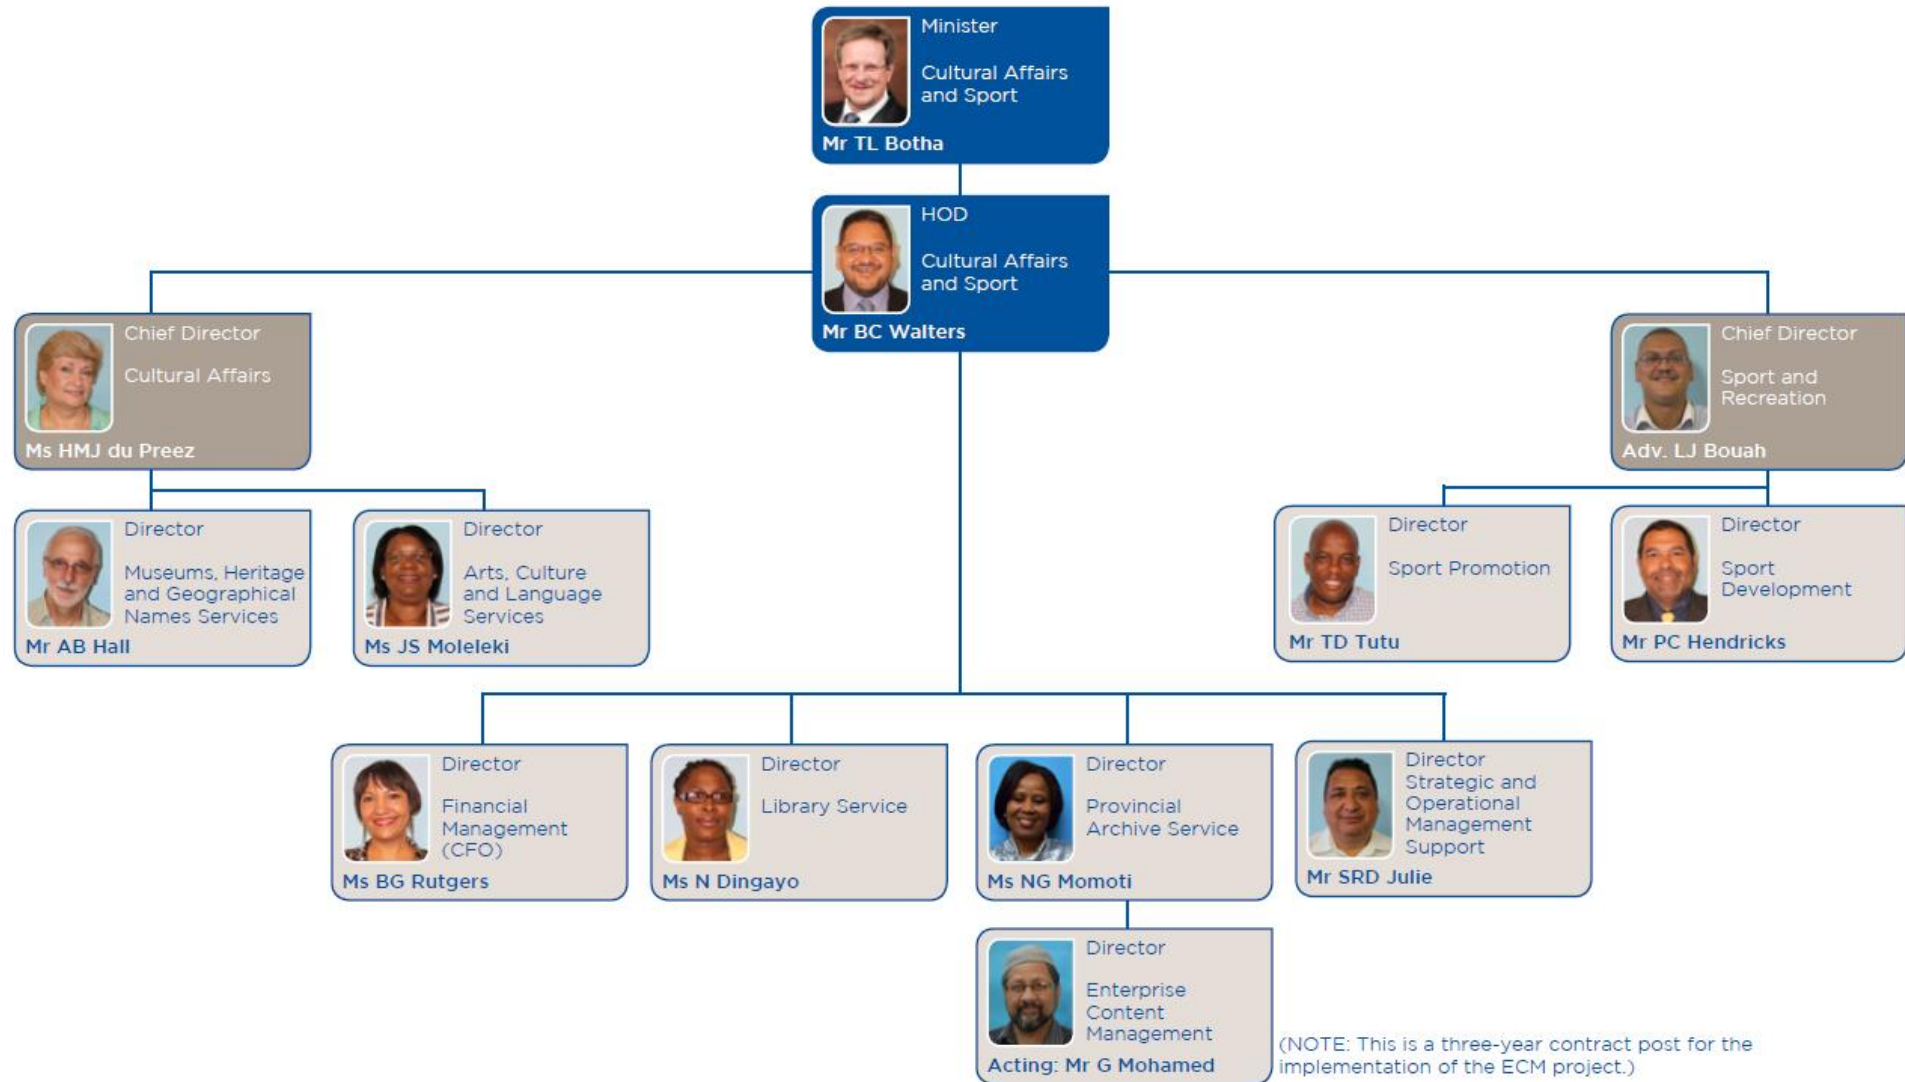 Minister
Cultural Affairs
and Sport
Mr TL Botha
HOD
Cultural Affairs
and Sport
Mr BC Walters
Chief Director
Cultural Affairs
Ms HMJ du Preez
Chief Director
Sport and
Recreation
Adv. LJ Bouah
Director
Museums, Heritage
and Geographical
Names Services
Mr AB Hall
Director
Arts, Culture
and Language
Services
Ms JS Moleleki
Director
Sport Promotion
Mr TD Tutu
Director
Sport
Development
Mr PC Hendricks
Director
Financial
Management
(CFO)
Ms BG Rutgers
Director
Library Service
Ms N Dingayo
Director
Provincial
Archive Service
Ms NG Momoti
Director
Strategic and
Operational
Management
Support
Mr SRD Julie
Director
Enterprise
Content
Management
Acting: Mr G Mohamed
(NOTE: This is a three-year contract post for the
implementation of the ECM project.)